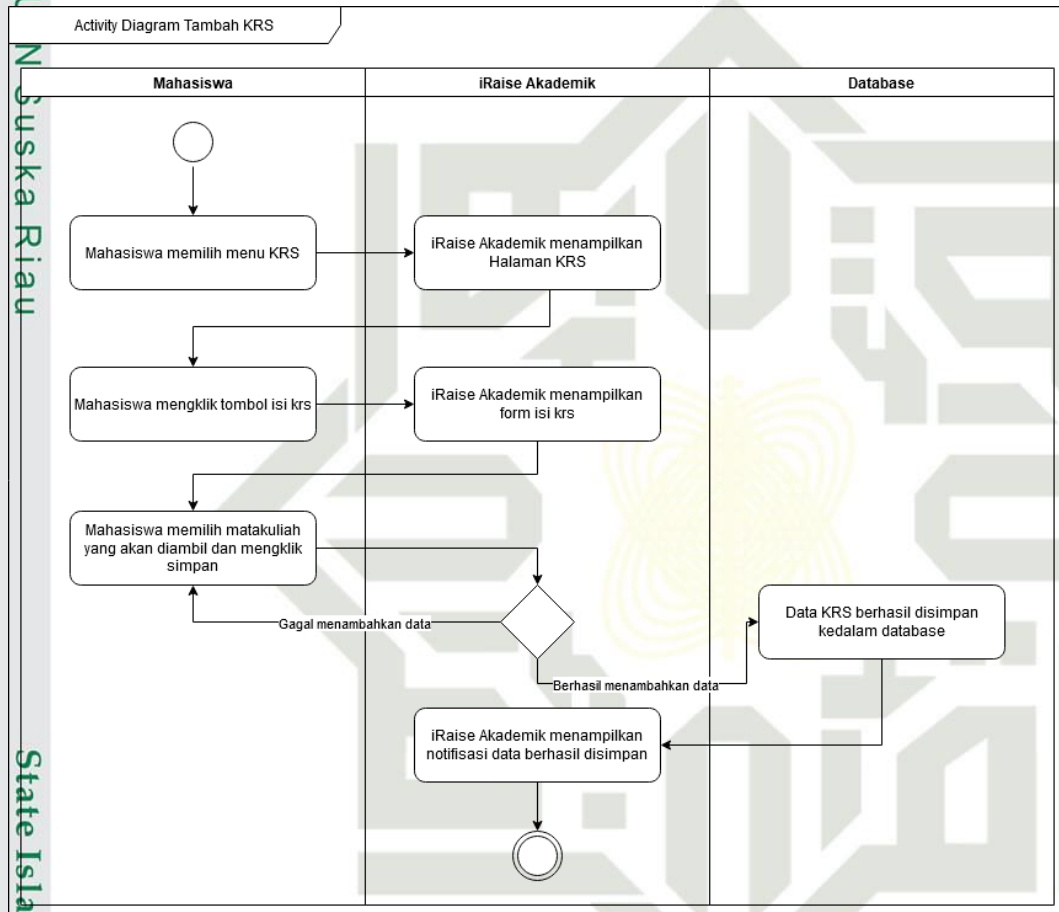 Activity Diagram Tambah KRS
Mahasiswa
iRaise Akademik
Database
Mahasiswa memilih menu KRS
iRaise Akademik menampilkan
Halaman KRS
Mahasiswa mengklik tombol isi krs
iRaise Akademik menampilkan
form isi krs
Mahasiswa memilih matakuliah
yang akan diambil dan mengklik
simpan
Gagal menambahkan data
Data KRS berhasil disimpan
kedalam database
Berhasil menambahkan data
iRaise Akademik menampilkan
notifisasi data berhasil disimpan
N Suska Riau
State Isla